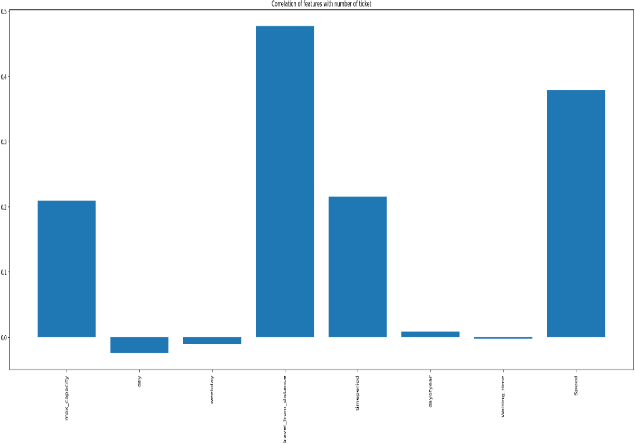 Correlation of features with number of ticket
0.5
0.4
0.3
0.2
0.1
0.0
max_capacity
day
weekday
travel_from_distance
timeperiod
dayofyear
Waiting_time
Speed